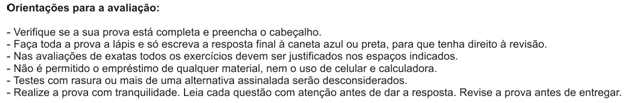 Orientações para a avaliação:
- Verifique se a sua prova está completa e preencha o cabeçalho.
- Faça toda a prova a lápis e só escreva a resposta final à caneta azul ou preta, para que tenha direito à revisão.
- Nas avaliações de exatas todos os exercícios devem ser justificados nos espaços indicados.
- Não é permitido o empréstimo de qualquer material, nem o uso de celular e calculadora.
- Testes com rasura ou mais de uma alternativa assinalada serão desconsiderados.
- Realize a prova com tranquilidade. Leia cada questão com atenção antes de dar a resposta. Revise a prova antes de entregar.